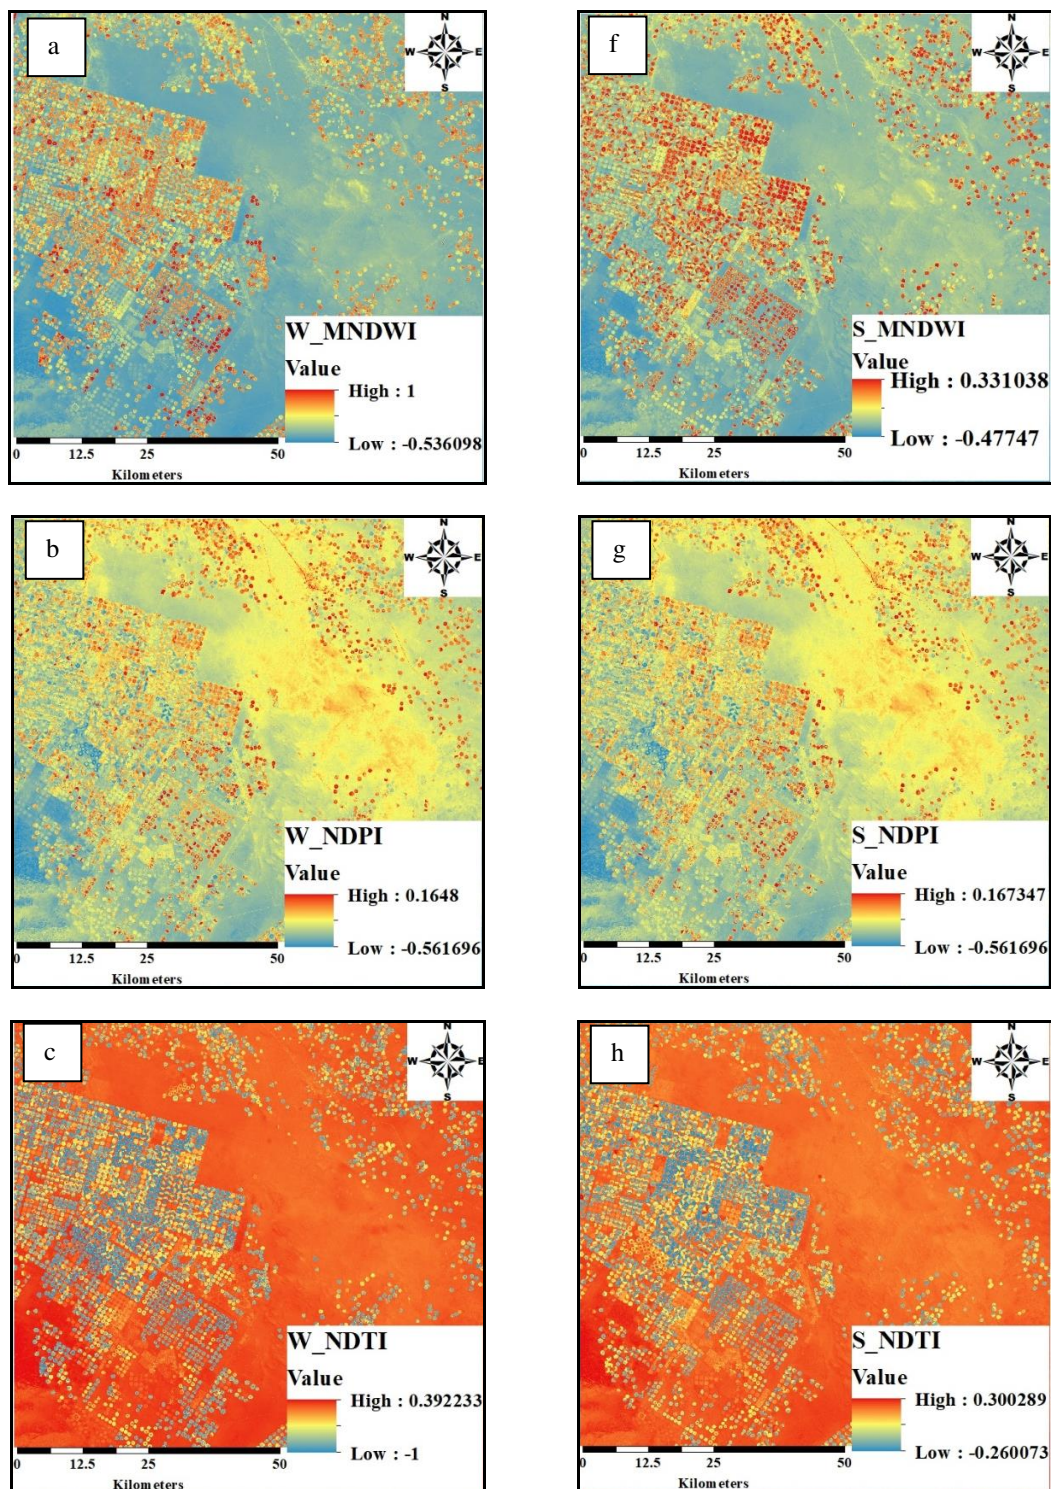 a
N
W E
S
W_MNDWI
Value
High : 1
Low : -0.536098
0 12.5 25 50
Kilometers
f
N
W E
S
S_MNDWI
Value
High : 0.331038
Low : -0.47747
0 12.5 25 50
Kilometers
b
N
W E
S
W_NDPI
Value
High : 0.1648
Low : -0.561696
0 12.5 25 50
Kilometers
g
N
W E
S
S_NDPI
Value
High : 0.167347
Low : -0.561696
0 12.5 25 50
Kilometers
c
N
W E
S
W_NDTI
Value
High : 0.392233
Low : -1
0 12.5 25 50
Kilometers
h
N
W E
S
S_NDTI
Value
High : 0.300289
Low : -0.260073
0 12.5 25 50
Kilometers